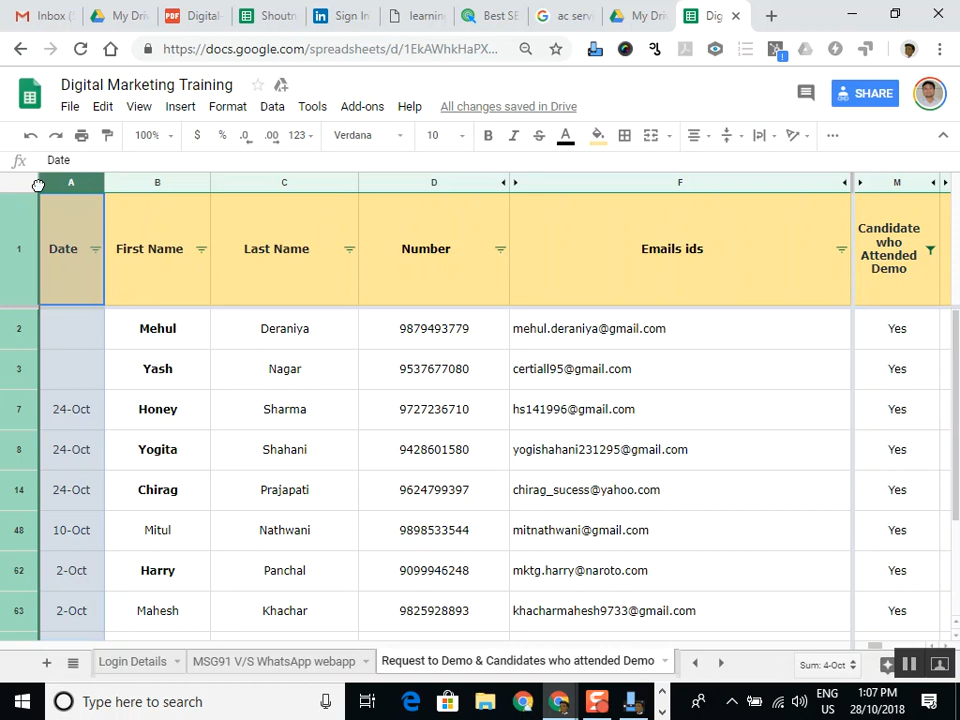 Inbox (
My Dri
Digital-
Shoutn
Sign In
learning
Best SE
ac serv
My Dri
Dig
https://docs.google.com/spreadsheets/d/1EkAWhkHaPX...
Digital Marketing Training
File Edit View Insert Format Data Tools Add-ons Help All changes saved in Drive
SHARE
100% $ % .0 .00 123 Verdana 10 B I S A
fx Date
A B C D F M
1 Date First Name Last Name Number Emails ids Candidate who Attended Demo
2 Mehul Deraniya 9879493779 mehul.deraniya@gmail.com Yes
3 Yash Nagar 9537677080 certiall95@gmail.com Yes
7 24-Oct Honey Sharma 9727236710 hs141996@gmail.com Yes
8 24-Oct Yogita Shahani 9428601580 yogishahani231295@gmail.com Yes
14 24-Oct Chirag Prajapati 9624799397 chirag_sucess@yahoo.com Yes
48 10-Oct Mitul Nathwani 9898533544 mitnathwani@gmail.com Yes
62 2-Oct Harry Panchal 9099946248 mktg.harry@naroto.com Yes
63 2-Oct Mahesh Khachar 9825928893 khacharmahesh9733@gmail.com Yes
Login Details MSG91 V/S WhatsApp webapp Request to Demo & Candidates who attended Demo Sum: 4-Oct
Type here to search
ENG 1:07 PM
US 28/10/2018